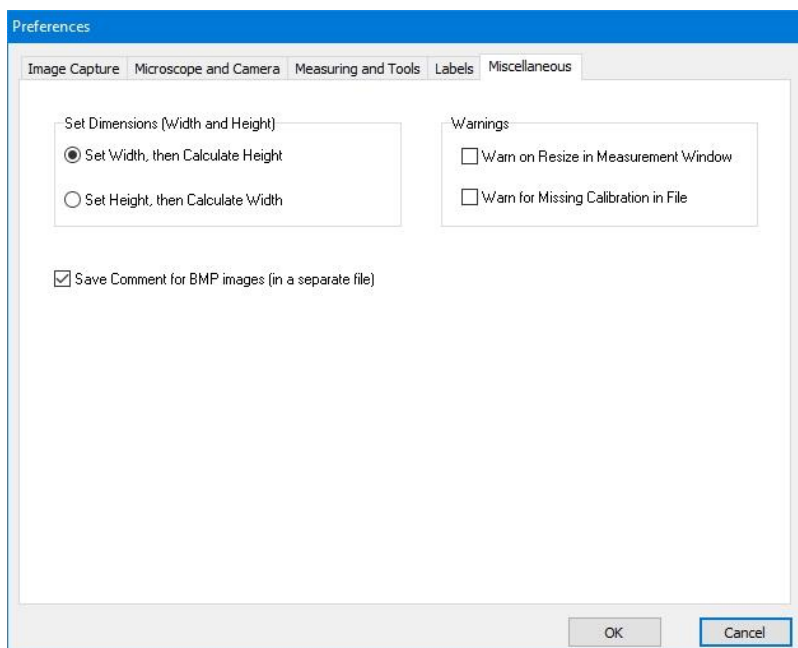 Preferences
Image Capture Microscope and Camera Measuring and Tools Labels Miscellaneous
Set Dimensions (Width and Height)
Set Width, then Calculate Height
Set Height, then Calculate Width
Warnings
Warn on Resize in Measurement Window
Warn for Missing Calibration in File
Save Comment for BMP images (in a separate file)
OK Cancel